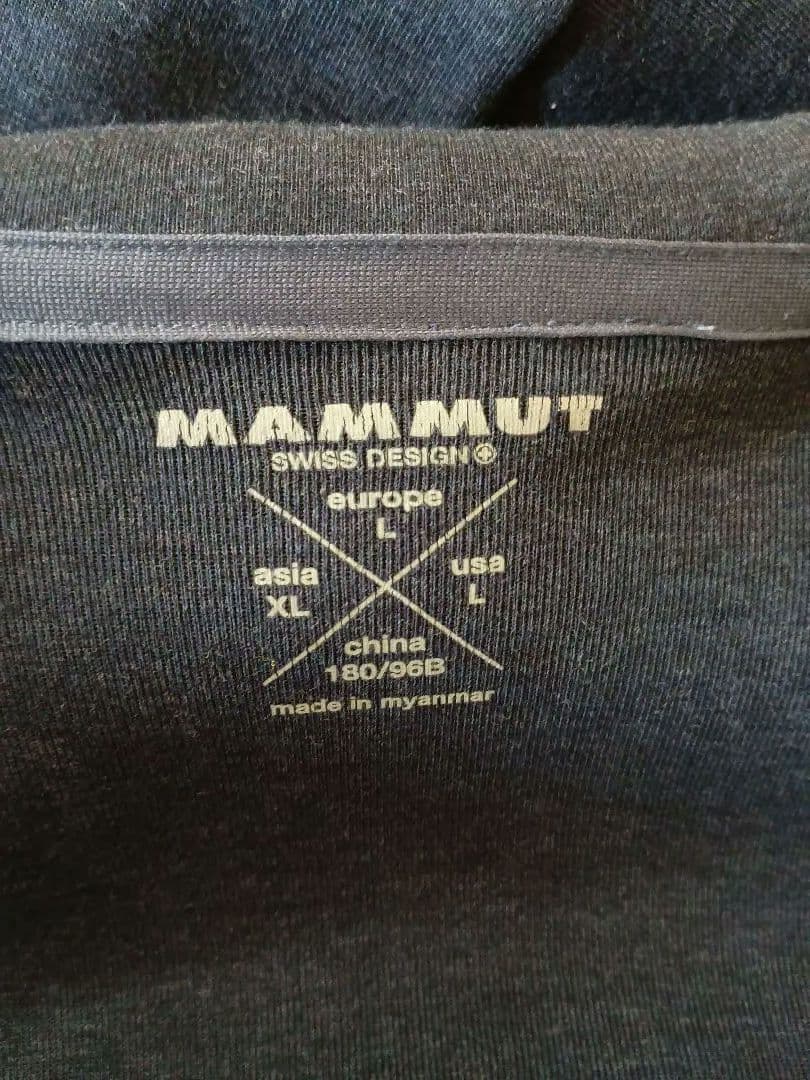 MAMMUT
SWISS DESIGN
europe
L
asia
XL
usa
L
china
180/96B
made in myanmar